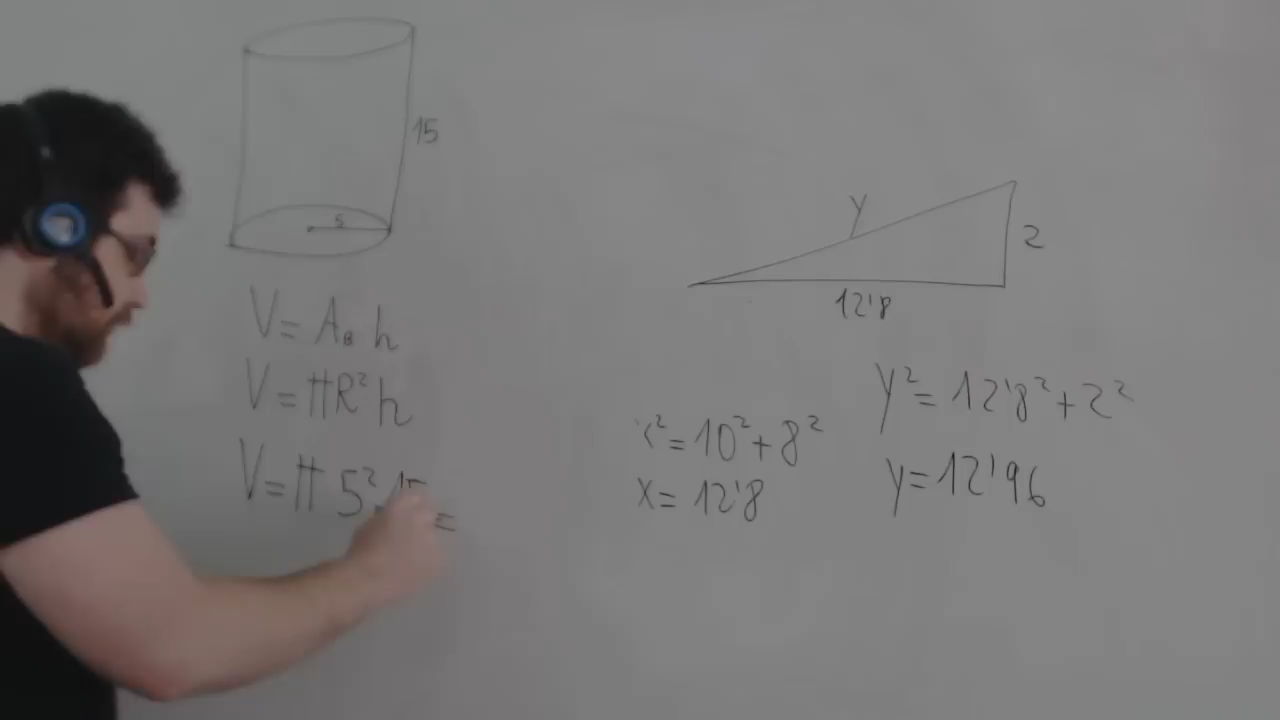 15
5
V = A_B h
V = πR² h
V = π 5² · 15 =
y
2
12'8
x² = 10² + 8²
x = 12'8
y² = 12'8² + 2²
y = 12'96